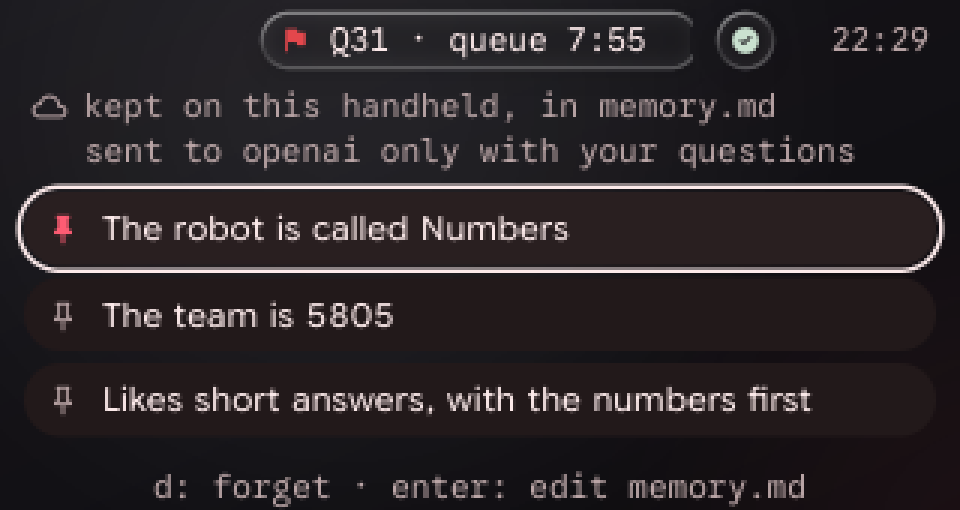 Q31 · queue 7:55
22:29
kept on this handheld, in memory.md
sent to openai only with your questions
The robot is called Numbers
The team is 5805
Likes short answers, with the numbers first
d: forget · enter: edit memory.md